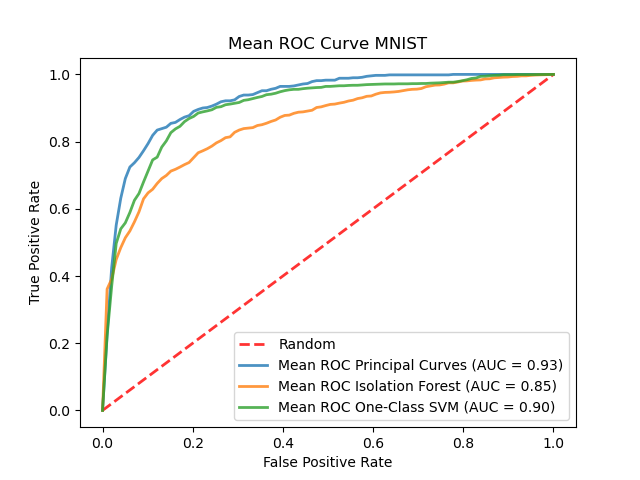 Mean ROC Curve MNIST
True Positive Rate
1.0
0.8
0.6
0.4
0.2
0.0
Random
Mean ROC Principal Curves (AUC = 0.93)
Mean ROC Isolation Forest (AUC = 0.85)
Mean ROC One-Class SVM (AUC = 0.90)
0.0 0.2 0.4 0.6 0.8 1.0
False Positive Rate